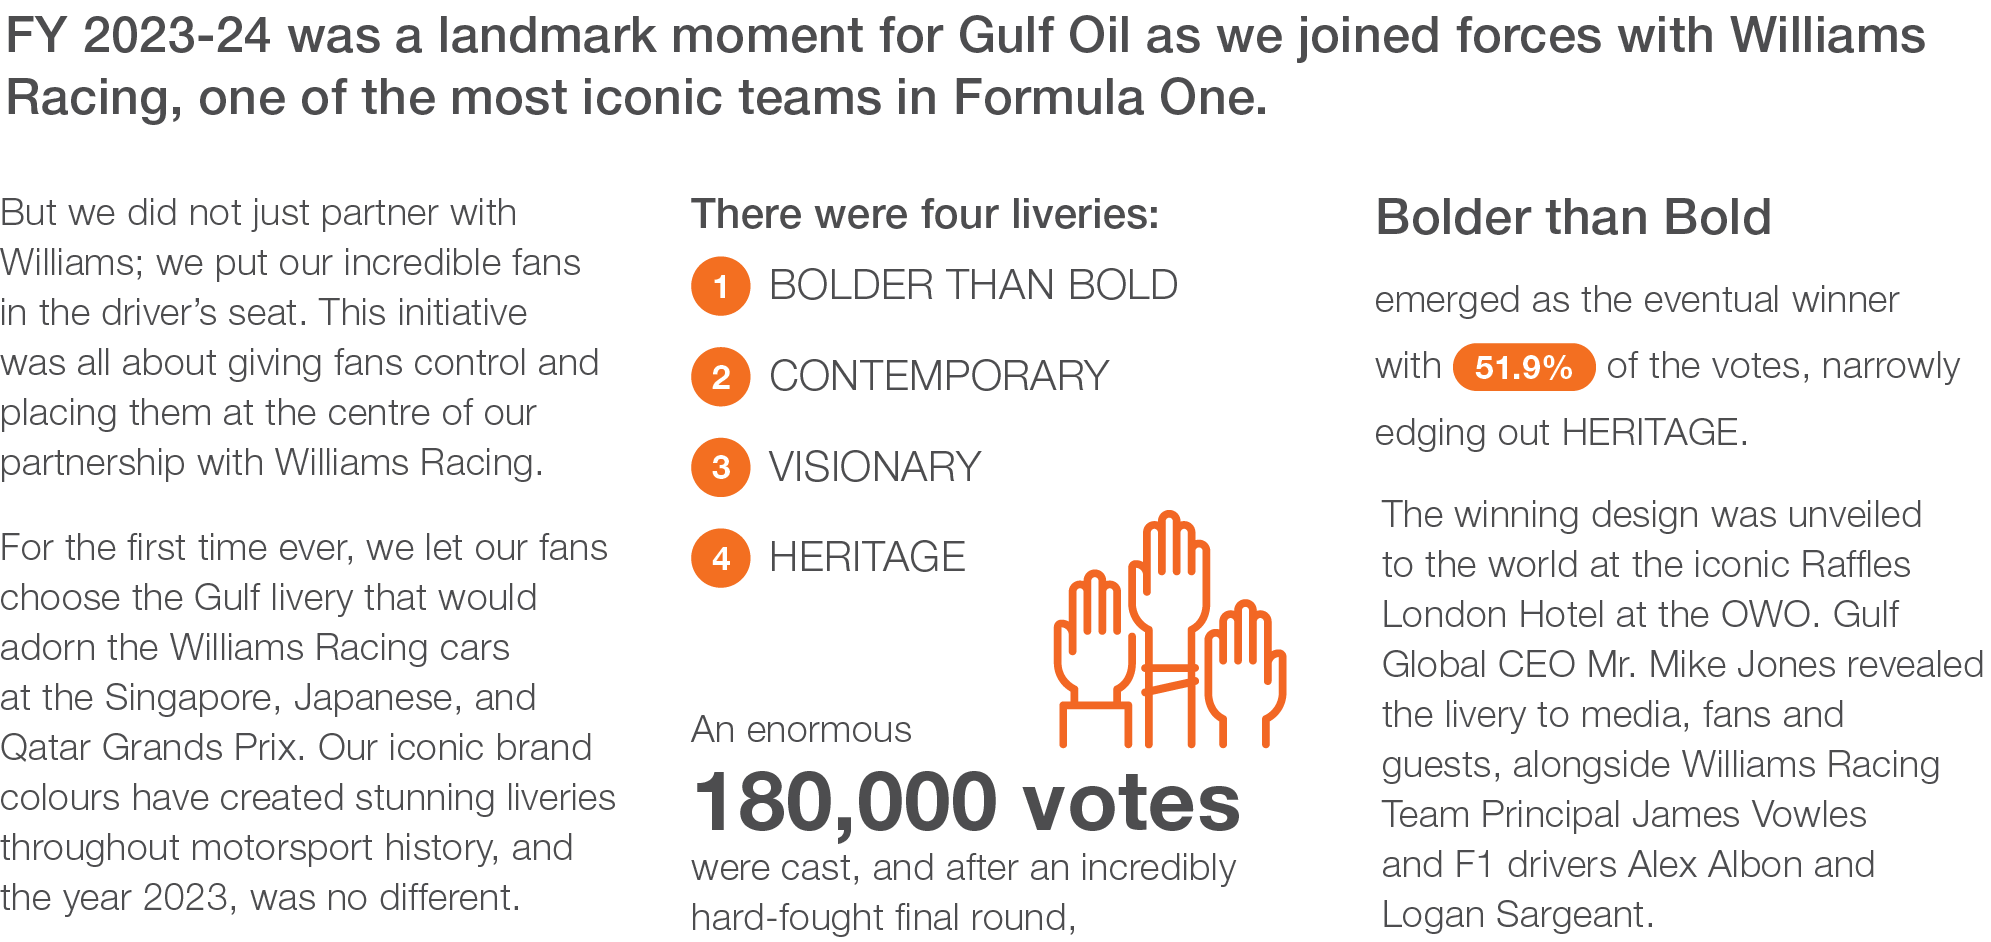 FY 2023-24 was a landmark moment for Gulf Oil as we joined forces with Williams
Racing, one of the most iconic teams in Formula One.
But we did not just partner with
Williams; we put our incredible fans
in the driver’s seat. This initiative
was all about giving fans control and
placing them at the centre of our
partnership with Williams Racing.
For the first time ever, we let our fans
choose the Gulf livery that would
adorn the Williams Racing cars
at the Singapore, Japanese, and
Qatar Grands Prix. Our iconic brand
colours have created stunning liveries
throughout motorsport history, and
the year 2023, was no different.
There were four liveries:
1 BOLDER THAN BOLD
2 CONTEMPORARY
3 VISIONARY
4 HERITAGE
An enormous
180,000 votes
were cast, and after an incredibly
hard-fought final round,
Bolder than Bold
emerged as the eventual winner
with 51.9% of the votes, narrowly
edging out HERITAGE.
The winning design was unveiled
to the world at the iconic Raffles
London Hotel at the OWO. Gulf
Global CEO Mr. Mike Jones revealed
the livery to media, fans and
guests, alongside Williams Racing
Team Principal James Vowles
and F1 drivers Alex Albon and
Logan Sargeant.